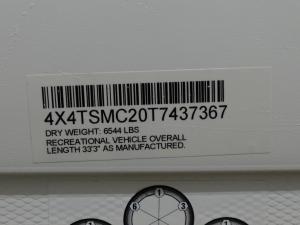 4X4TSMC20T7437367
DRY WEIGHT: 6544 LBS
RECREATIONAL VEHICLE OVERALL
LENGTH 33'3" AS MANUFACTURED.
1
6 3